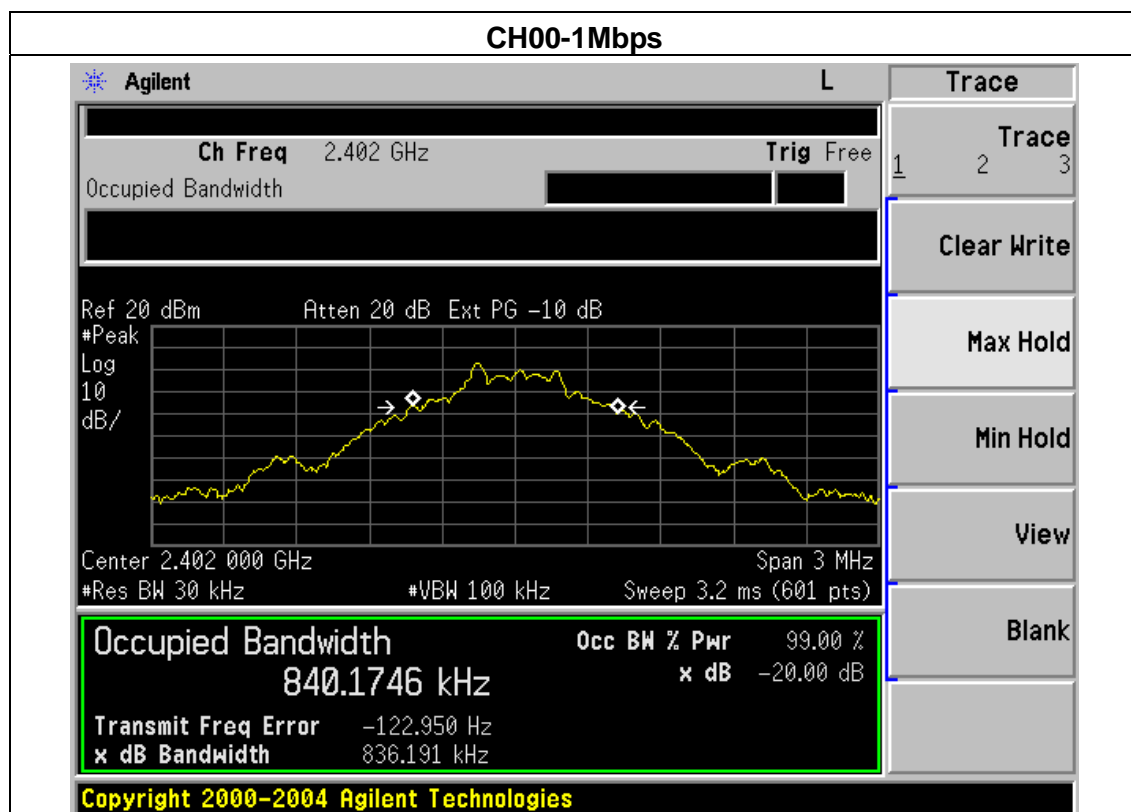 CH00-1Mbps
Agilent L Trace
Ch Freq 2.402 GHz Trig Free
Occupied Bandwidth
Trace
1 2 3
Clear Write
Max Hold
Min Hold
View
Blank
Ref 20 dBm Atten 20 dB Ext PG -10 dB
#Peak
Log
10
dB/
Center 2.402 000 GHz Span 3 MHz
#Res BW 30 kHz #VBW 100 kHz Sweep 3.2 ms (601 pts)
Occupied Bandwidth Occ BW % Pwr 99.00 %
840.1746 kHz x dB -20.00 dB
Transmit Freq Error -122.950 Hz
x dB Bandwidth 836.191 kHz
Copyright 2000-2004 Agilent Technologies